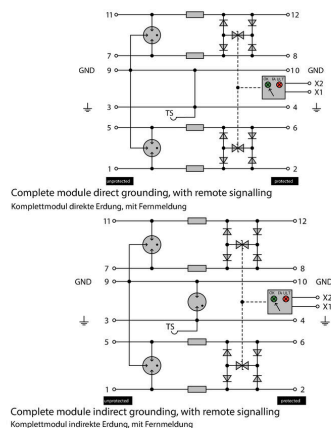 11 12
7 8
GND 9 10 GND
X2
X1
3 4
TS
5 6
1 2
unprotected protected
Complete module direct grounding, with remote signalling
Komplettmodul direkte Erdung, mit Fernmeldung
11 12
7 8
GND 9 10 GND
X2
X1
3 4
TS
5 6
1 2
unprotected protected
Complete module indirect grounding, with remote signalling
Komplettmodul indirekte Erdung, mit Fernmeldung